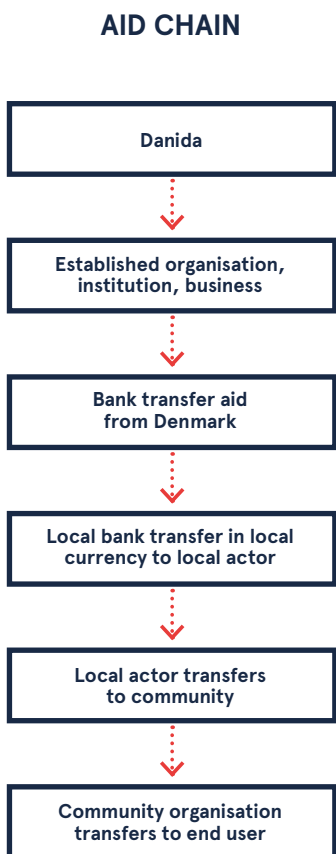 AID CHAIN
Danida
Established organisation,
institution, business
Bank transfer aid
from Denmark
Local bank transfer in local
currency to local actor
Local actor transfers
to community
Community organisation
transfers to end user